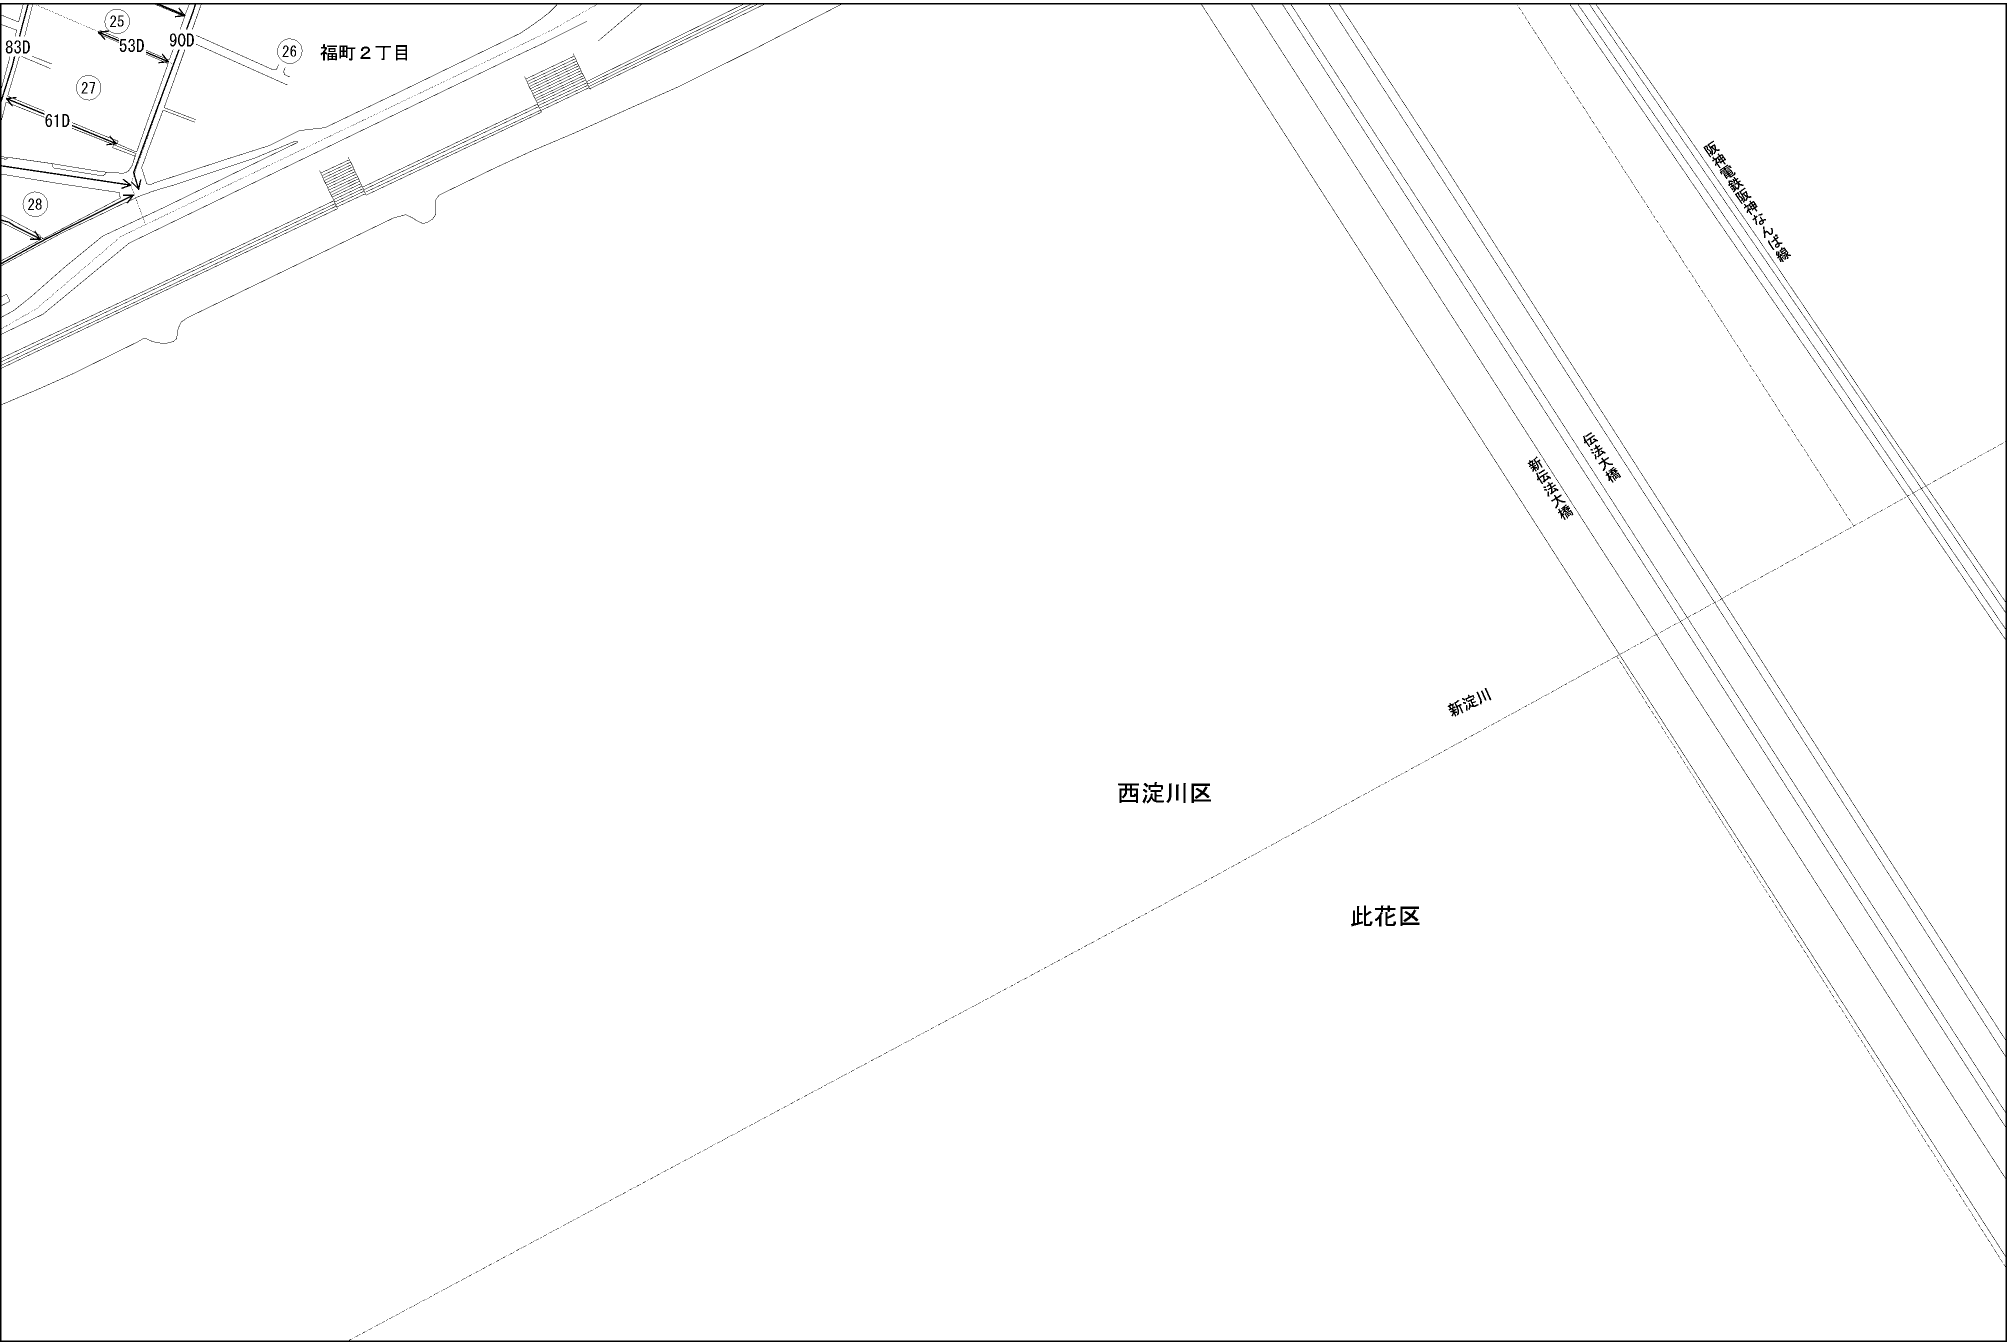 25
83D
53D
90D
26
福町２丁目
27
61D
28
阪神電鉄阪神なんば線
伝法大橋
新伝法大橋
新淀川
西淀川区
此花区